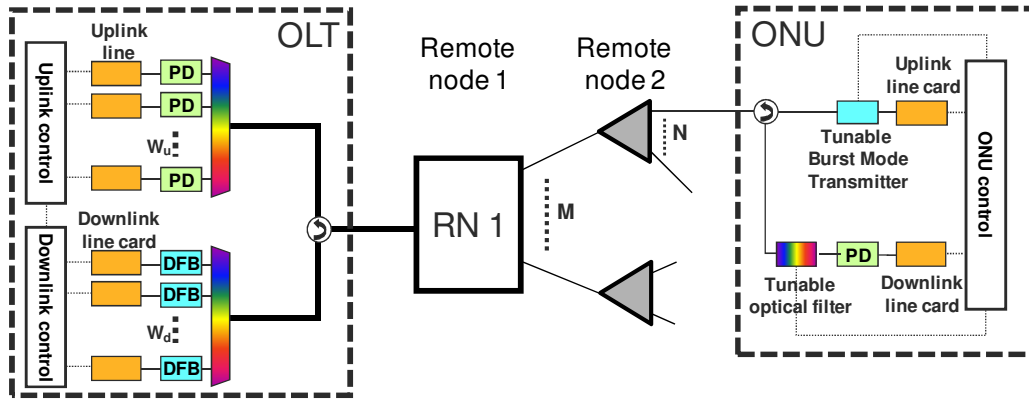 OLT
Uplink
line
Uplink control
PD
PD
Wu
PD
Downlink
line card
Downlink control
DFB
DFB
Wd
DFB
Remote
node 1
RN 1
Remote
node 2
N
M
ONU
Uplink
line card
Tunable
Burst Mode
Transmitter
ONU control
PD
Tunable
optical filter
Downlink
line card